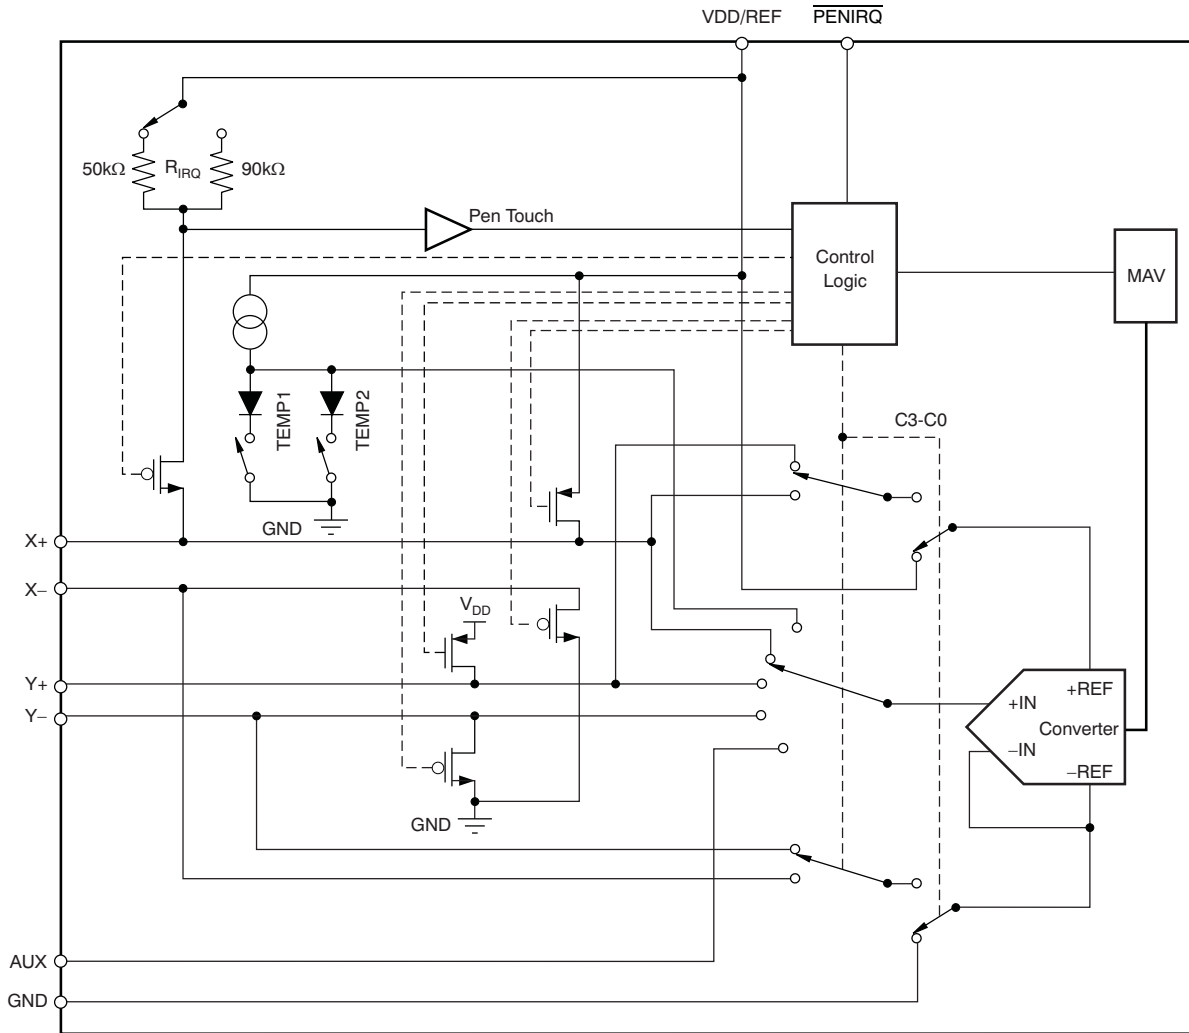 VDD/REF
PENIRQ
50kΩ
RIRQ
90kΩ
Pen Touch
Control
Logic
MAV
TEMP1
TEMP2
C3-C0
GND
X+
X–
VDD
Y+
Y–
+IN
+REF
Converter
–IN
–REF
GND
AUX
GND